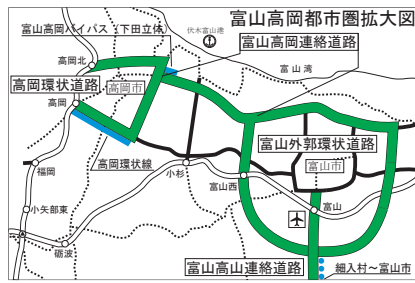 富山高岡都市圏拡大図
富山高岡バイパス（下田立体）
伏木富山港
富山高岡連絡道路
高岡北
富山湾
高岡環状道路
高岡市
高岡
富山外郭環状道路
富山市
福岡
高岡環状線
小杉
富山西
小矢部東
富山
砺波
富山高山連絡道路
細入村～富山市